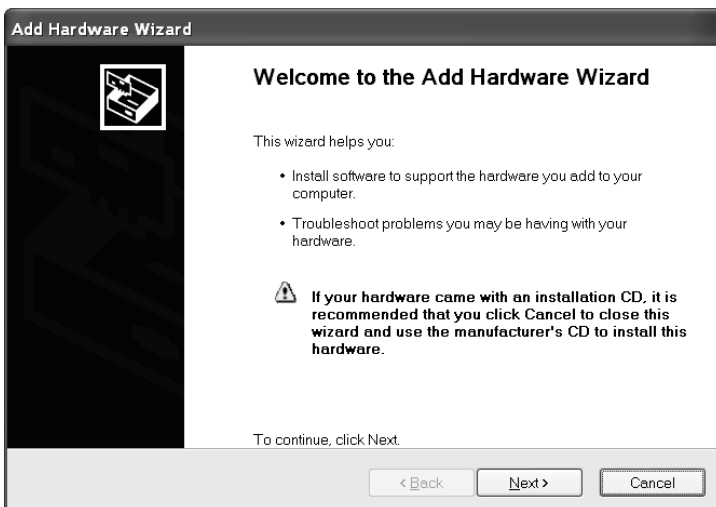 Add Hardware Wizard
Welcome to the Add Hardware Wizard
This wizard helps you:
• Install software to support the hardware you add to your
computer.
• Troubleshoot problems you may be having with your
hardware.
If your hardware came with an installation CD, it is
recommended that you click Cancel to close this
wizard and use the manufacturer's CD to install this
hardware.
To continue, click Next.
< Back Next > Cancel